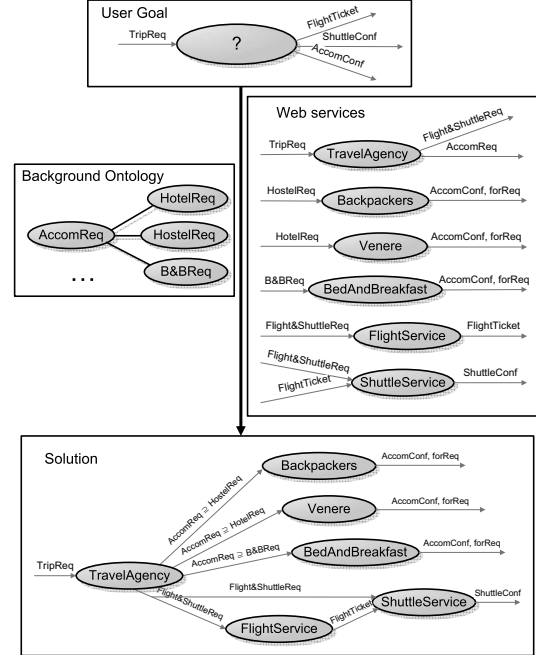 User Goal
TripReq
?
FlightTicket
ShuttleConf
AccomConf
Web services
TripReq
TravelAgency
Flight&ShuttleReq
AccomReq
HostelReq
Backpackers
AccomConf, forReq
HotelReq
Venere
AccomConf, forReq
B&BReq
BedAndBreakfast
AccomConf, forReq
Flight&ShuttleReq
FlightService
FlightTicket
Flight&ShuttleReq
FlightTicket
ShuttleService
ShuttleConf
Background Ontology
HotelReq
AccomReq
HostelReq
B&BReq
...
Solution
TripReq
TravelAgency
AccomReq ⊇ HostelReq
Backpackers
AccomConf, forReq
AccomReq ⊇ HotelReq
Venere
AccomConf, forReq
AccomReq ⊇ B&BReq
BedAndBreakfast
AccomConf, forReq
Flight&ShuttleReq
Flight&ShuttleReq
FlightService
FlightTicket
ShuttleService
ShuttleConf